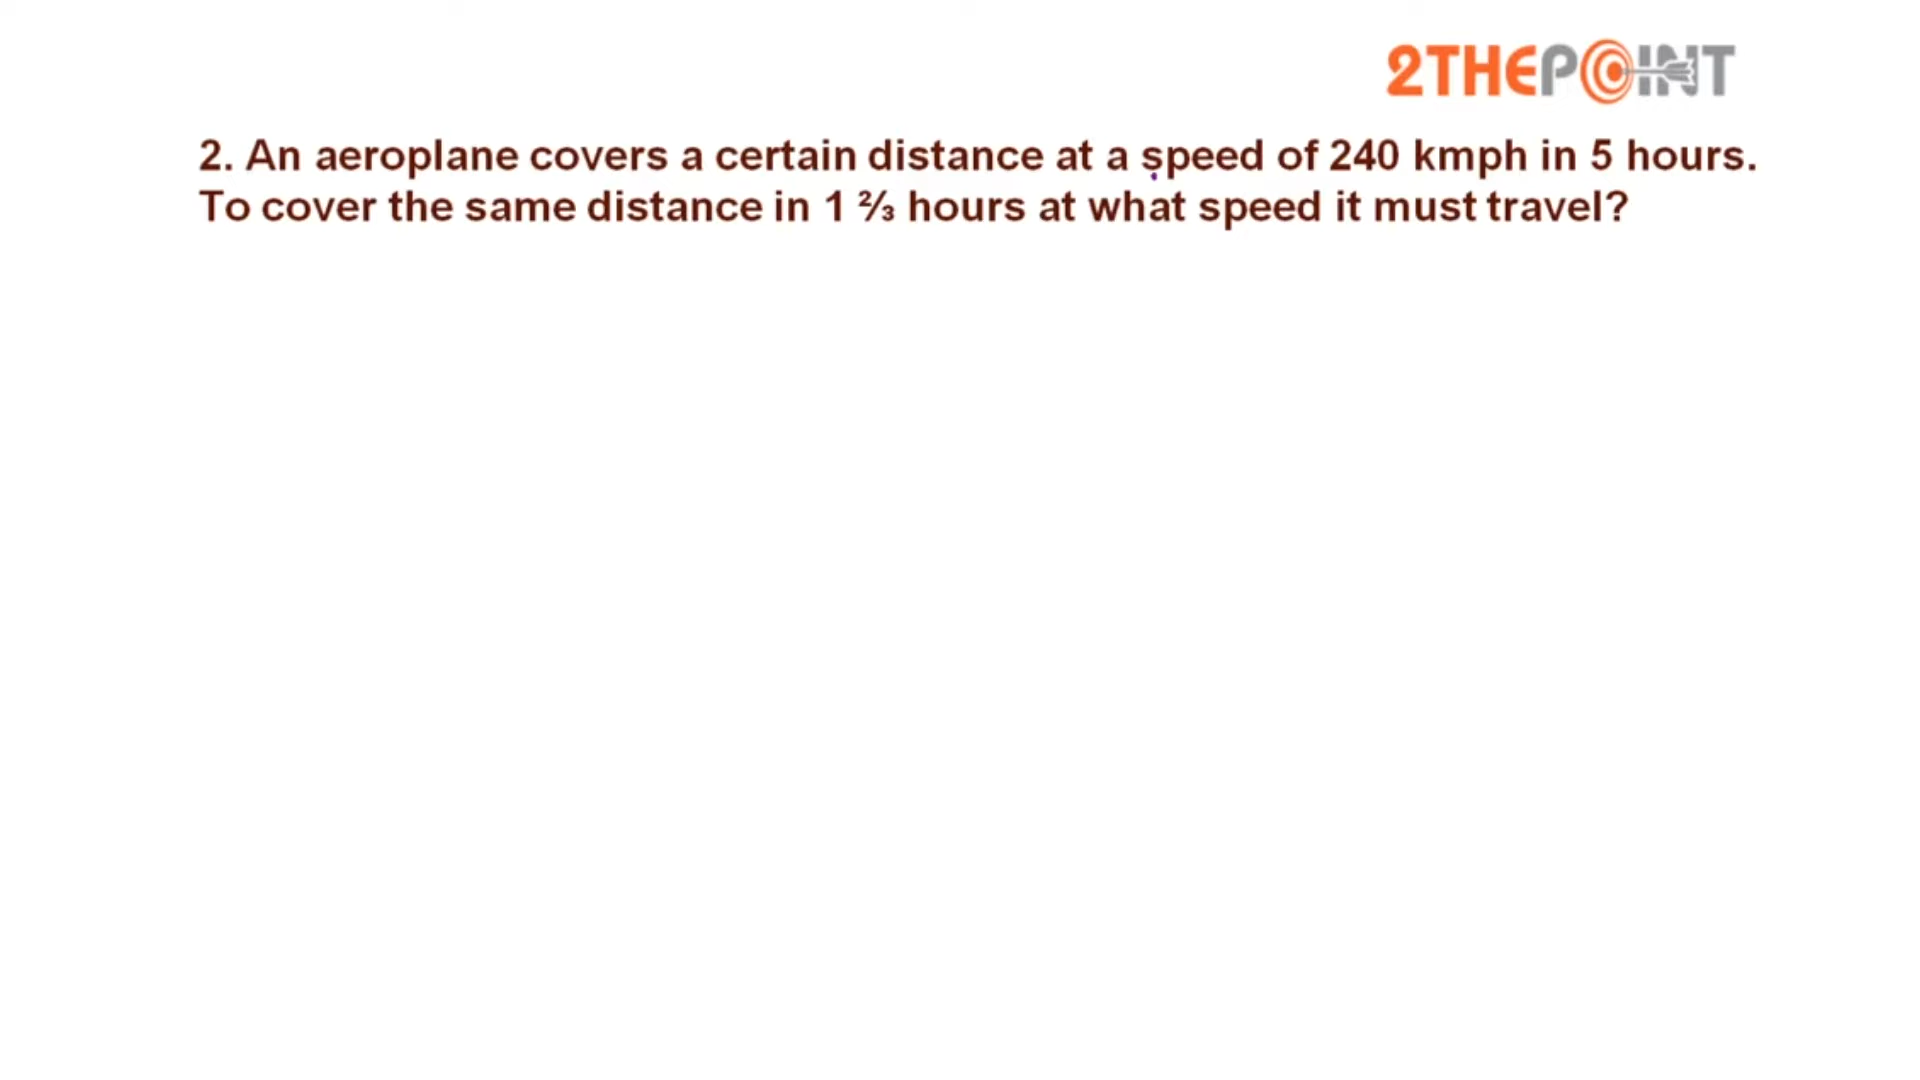 2THEPOINT
2. An aeroplane covers a certain distance at a speed of 240 kmph in 5 hours.
To cover the same distance in 1 ⅔ hours at what speed it must travel?